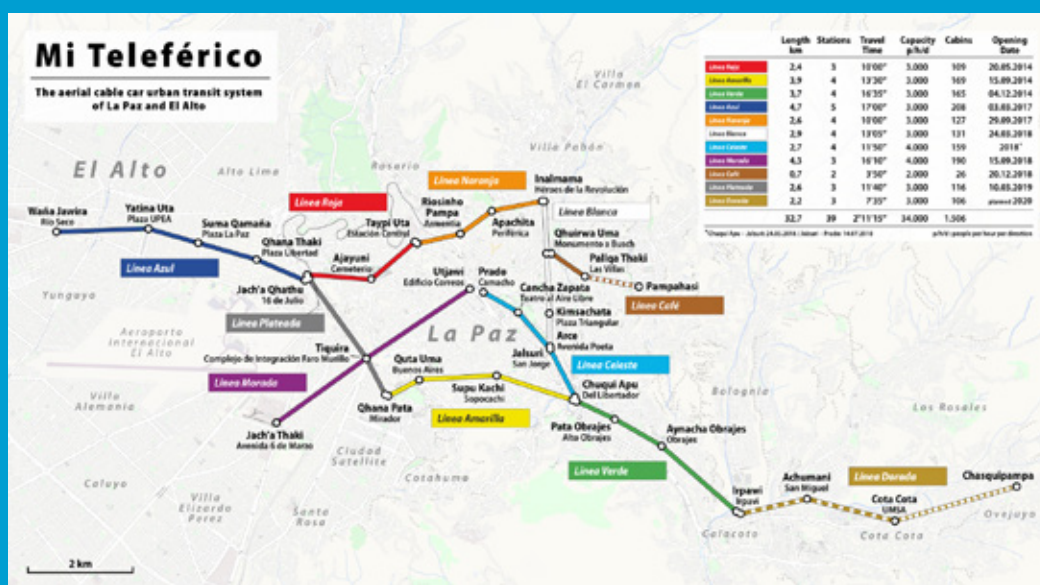 Mi Teleférico
The aerial cable car urban transit system
of La Paz and El Alto
Length km Stations Travel Time Capacity p/h/d Cabins Opening Date
Línea Roja 2,4 3 10'00" 3.000 109 20.05.2014
Línea Amarilla 3,9 4 13'30" 3.000 169 15.09.2014
Línea Verde 3,7 4 16'35" 3.000 165 04.12.2014
Línea Azul 4,7 5 17'00" 3.000 208 03.03.2017
Línea Naranja 2,6 4 10'00" 3.000 127 29.09.2017
Línea Blanca 2,9 4 13'05" 3.000 131 24.03.2018
Línea Celeste 2,7 4 11'50" 4.000 159 2018*
Línea Morada 4,3 3 16'10" 4.000 190 15.09.2018
Línea Café 0,7 2 3'50" 2.000 26 20.12.2018
Línea Plateada 2,6 3 11'40" 3.000 116 10.03.2019
Línea Dorada 2,2 3 7'35" 3.000 106 planned 2020
32,7 39 2°11'15" 34.000 1.506
p/h/d: people per hour per direction
Villa
El Carmen
Villa Pabón
El Alto
Alto Lima
Rosario
Línea Roja
Línea Naranja
Inalmama
Héroes de la Revolución
Línea Blanca
Waña Jawira
Río Seco
Yatina Uta
Plaza UPEA
Suma Qamaña
Plaza La Paz
Qhana Thaki
Plaza Libertad
Jach'a Qhathu
16 de Julio
Línea Azul
Ajayuni
Cementerio
Taypi Uta
Estación Central
Riosinho
Pampa
Armentia
Apachita
Periférica
Qhuirwa Uma
Monumento a Busch
Paliqa Thaki
Las Villas
Pampahasi
Línea Café
Utjawi
Edificio Correos
Prado
Camacho
Cancha Zapata
Teatro al Aire Libre
Kimsachata
Plaza Triangular
Arce
Avenida Poeta
Jalsuri
San Jorge
Línea Celeste
La Paz
Yungayo
Aeroporto
Internacional
El Alto
Línea Plateada
Tiquira
Complejo de Integración Faro Murillo
Línea Morada
Jach'a Thaki
Avenida 6 de Marzo
Qhana Pata
Mirador
Quta Uma
Buenos Aires
Supu Kachi
Sopocachi
Línea Amarilla
Chuqui Apu
Del Libertador
Pata Obrajes
Alto Obrajes
Aynacha Obrajes
Obrajes
Línea Verde
Irpawi
Irpavi
Achumani
San Miguel
Línea Dorada
Cota Cota
UMSA
Chasquipampa
Villa
Alemania
Ciudad
Satellite
Cotahuma
Caluyo
Villa
Elizardo
Perez
Santa
Rosa
Bolognia
Los Rosales
Calacoto
Cota Cota
Ovejuyo
2 km